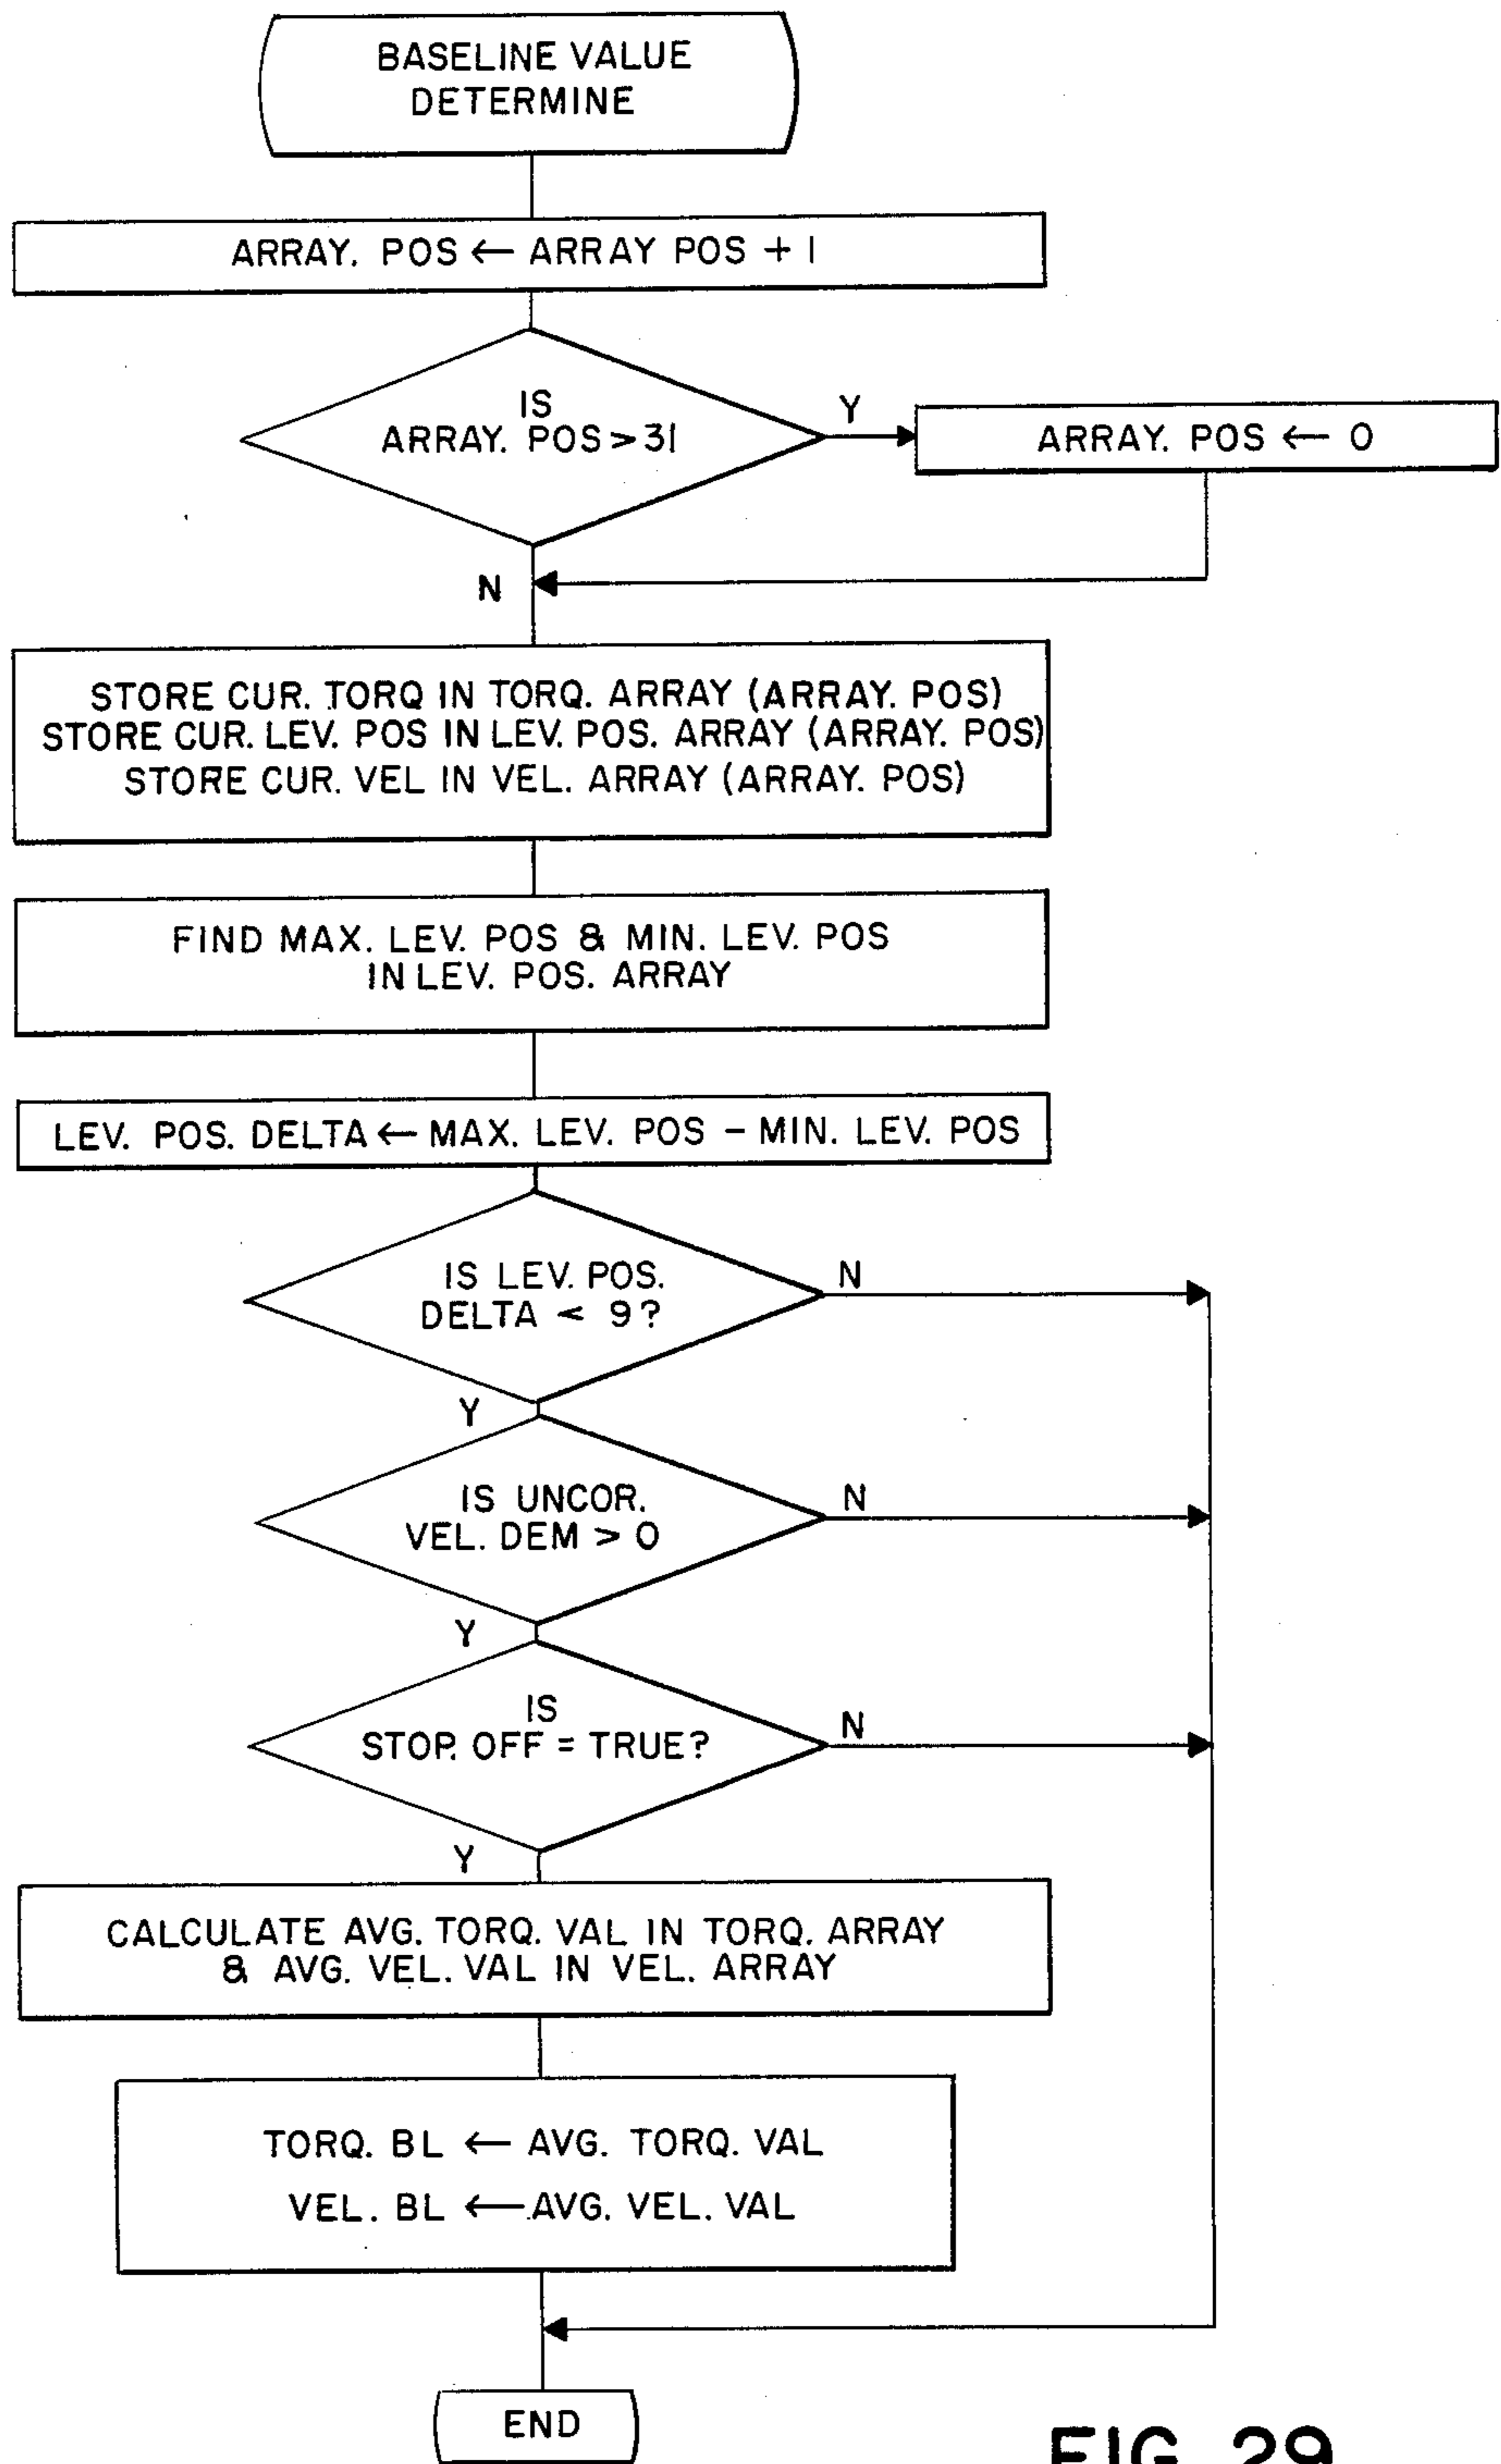 BASELINE VALUE
DETERMINE
ARRAY. POS ← ARRAY POS + 1
IS
ARRAY. POS > 31
Y
ARRAY. POS ← 0
N
STORE CUR. TORQ IN TORQ. ARRAY (ARRAY. POS)
STORE CUR. LEV. POS IN LEV. POS. ARRAY (ARRAY. POS)
STORE CUR. VEL IN VEL. ARRAY (ARRAY. POS)
FIND MAX. LEV. POS & MIN. LEV. POS
IN LEV. POS. ARRAY
LEV. POS. DELTA ← MAX. LEV. POS - MIN. LEV. POS
IS LEV. POS.
DELTA < 9?
N
Y
IS UNCOR.
VEL. DEM > 0
N
Y
IS
STOP. OFF = TRUE?
N
Y
CALCULATE AVG. TORQ. VAL IN TORQ. ARRAY
& AVG. VEL. VAL IN VEL. ARRAY
TORQ. BL ← AVG. TORQ. VAL
VEL. BL ← AVG. VEL. VAL
END
FIG. 29